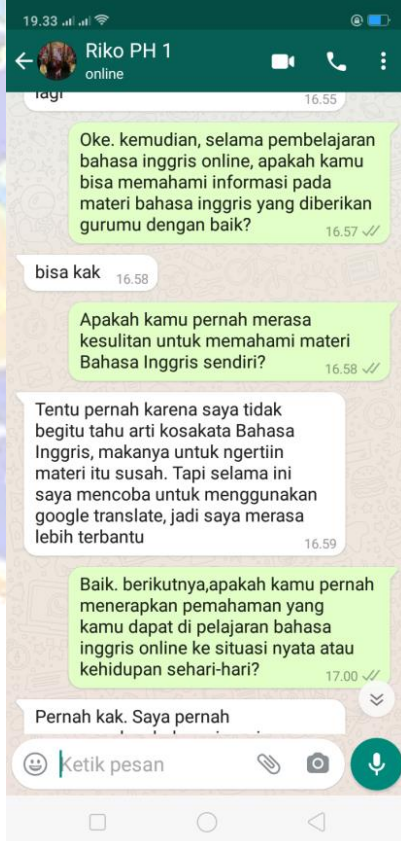 19.33
Riko PH 1
online
lagi
16.55
Oke. kemudian, selama pembelajaran
bahasa inggris online, apakah kamu
bisa memahami informasi pada
materi bahasa inggris yang diberikan
gurumu dengan baik?
16.57
bisa kak 16.58
Apakah kamu pernah merasa
kesulitan untuk memahami materi
Bahasa Inggris sendiri?
16.58
Tentu pernah karena saya tidak
begitu tahu arti kosakata Bahasa
Inggris, makanya untuk ngertiin
materi itu susah. Tapi selama ini
saya mencoba untuk menggunakan
google translate, jadi saya merasa
lebih terbantu
16.59
Baik. berikutnya,apakah kamu pernah
menerapkan pemahaman yang
kamu dapat di pelajaran bahasa
inggris online ke situasi nyata atau
kehidupan sehari-hari?
17.00
Pernah kak. Saya pernah
Ketik pesan